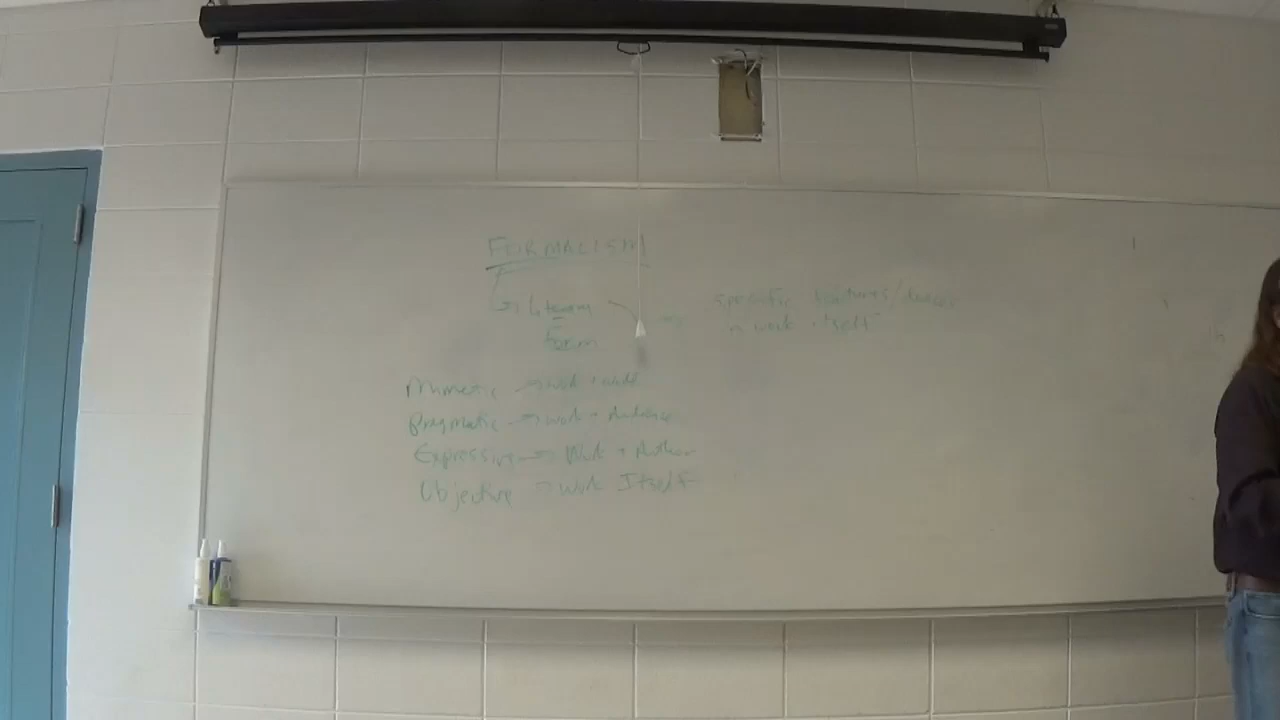 FORMALISM
→ Literary → specific features/devices
form in work "self"
Mimetic → work + world
Pragmatic → work + Audience
Expressive → Work + Author
Objective → work Itself